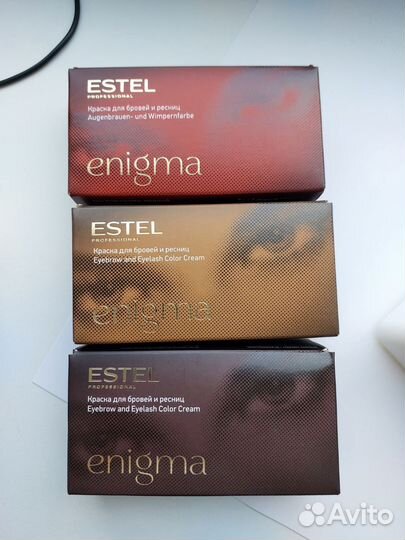 ESTEL
PROFESSIONAL
Краска для бровей и ресниц
Augenbrauen- und Wimpernfarbe
enigma
ESTEL
PROFESSIONAL
Краска для бровей и ресниц
Eyebrow and Eyelash Color Cream
enigma
ESTEL
PROFESSIONAL
Краска для бровей и ресниц
Eyebrow and Eyelash Color Cream
enigma
Avito